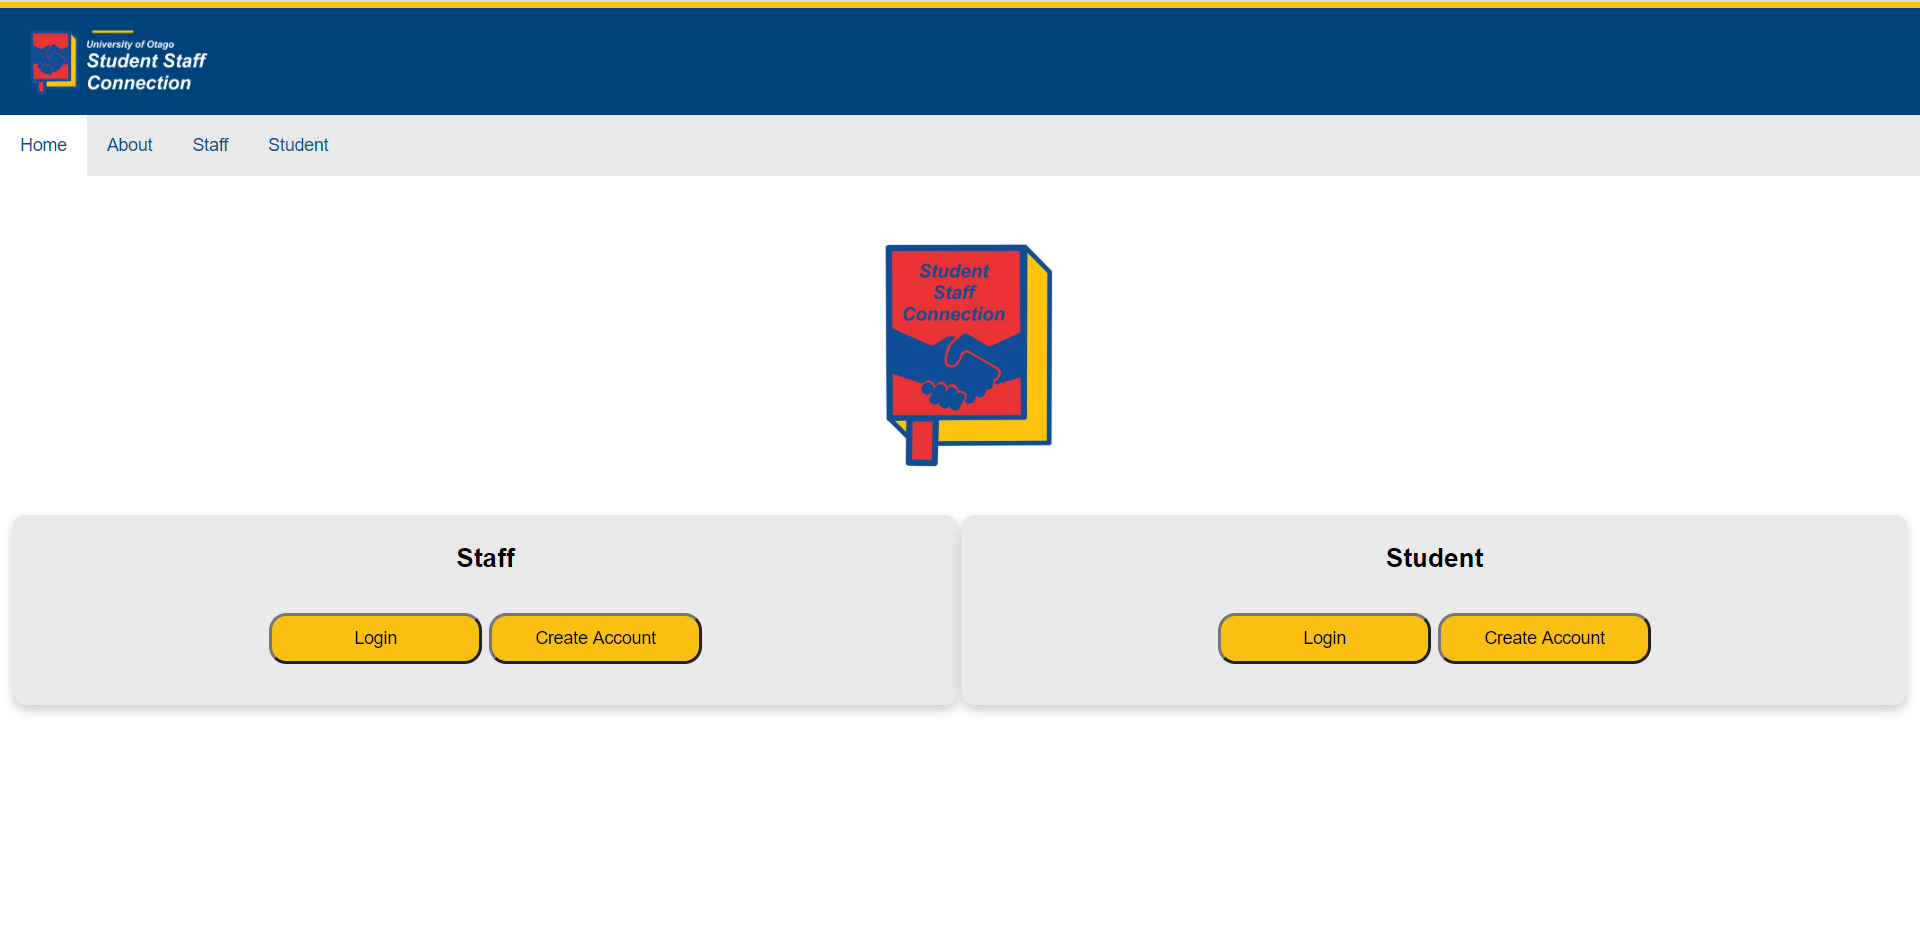 University of Otago
Student Staff
Connection
Home
About
Staff
Student
Student
Staff
Connection
Staff
Login
Create Account
Student
Login
Create Account